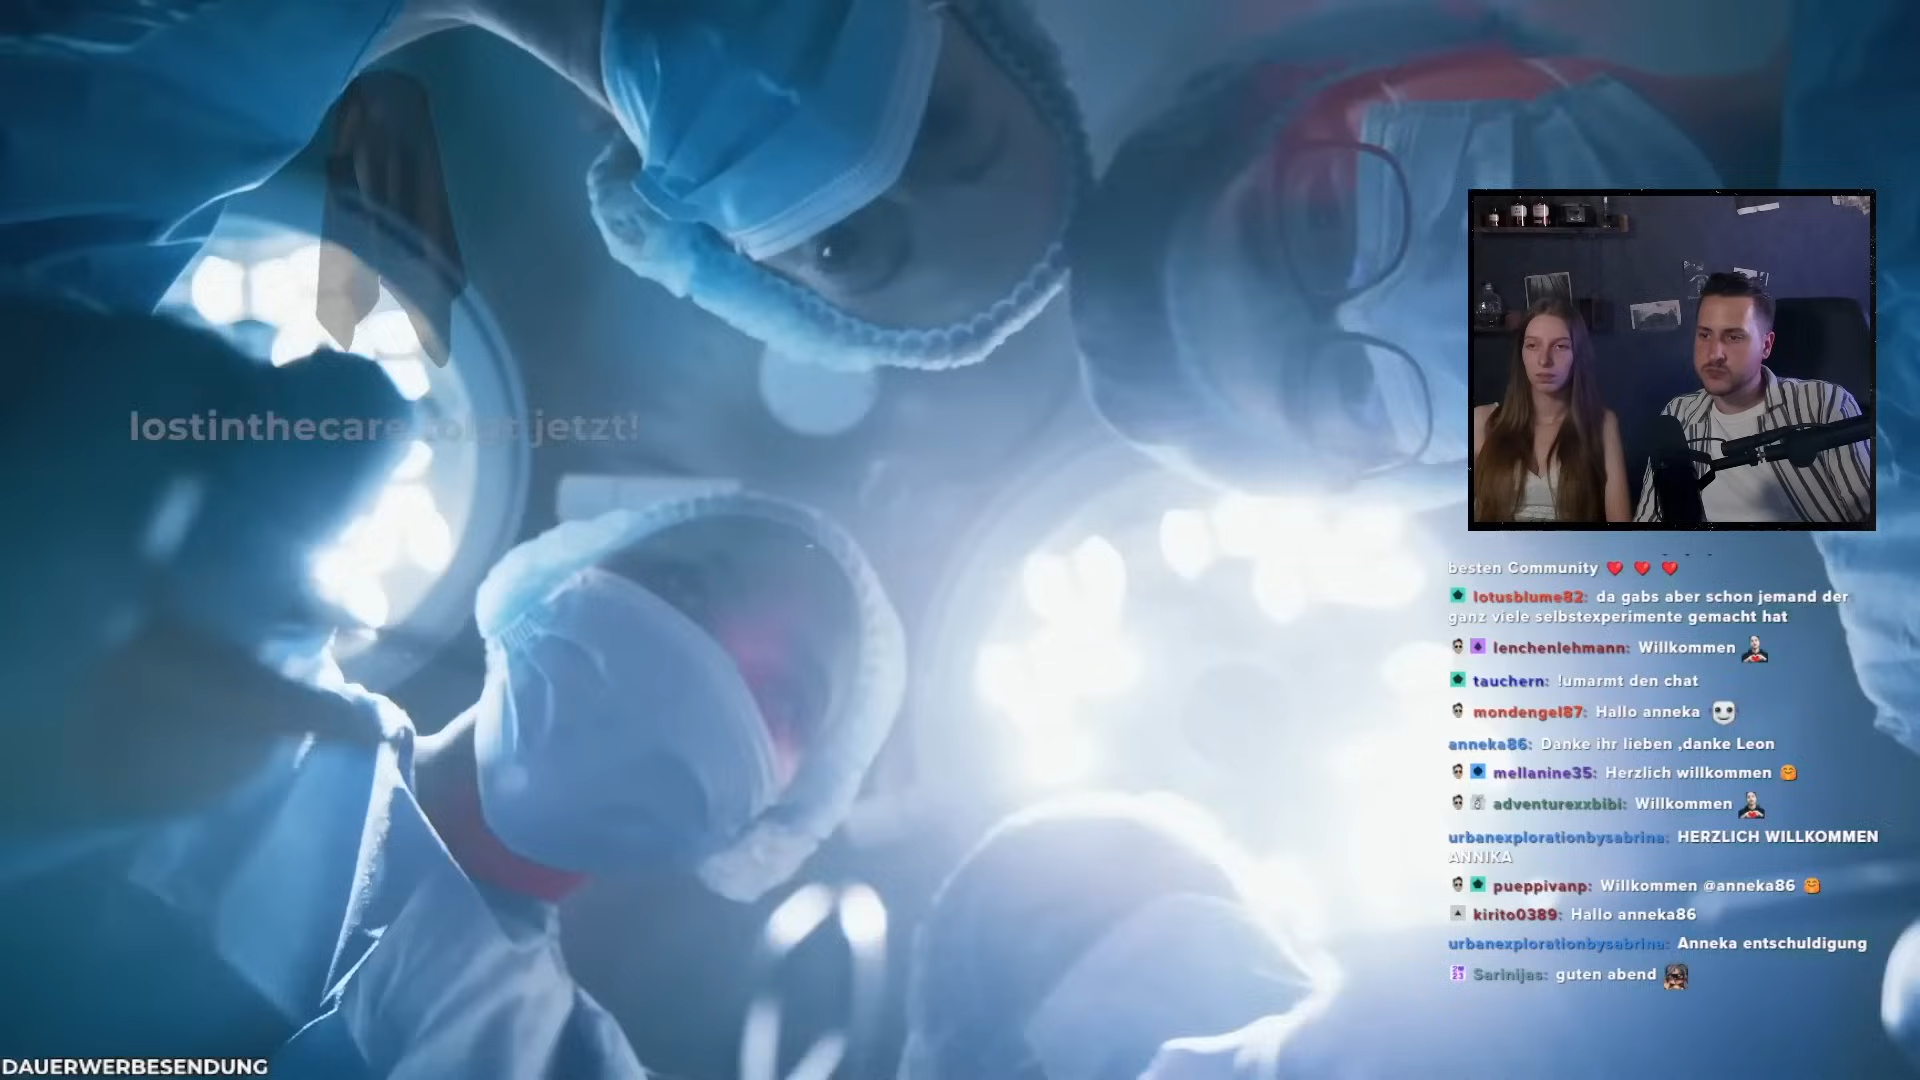 lostinthecare folgt jetzt!
besten Community
lotusblume82: da gabs aber schon jemand der
ganz viele selbstexperimente gemacht hat
lenchenlehmann: Willkommen
tauchern: !umarmt den chat
mondengel87: Hallo anneka
anneka86: Danke ihr lieben ,danke Leon
mellanine35: Herzlich willkommen
adventurexxbibi: Willkommen
urbanexplorationbysabrina: HERZLICH WILLKOMMEN
ANNIKA
pueppivanp: Willkommen @anneka86
kirito0389: Hallo anneka86
urbanexplorationbysabrina: Anneka entschuldigung
Sarinijas: guten abend
DAUERWERBESENDUNG